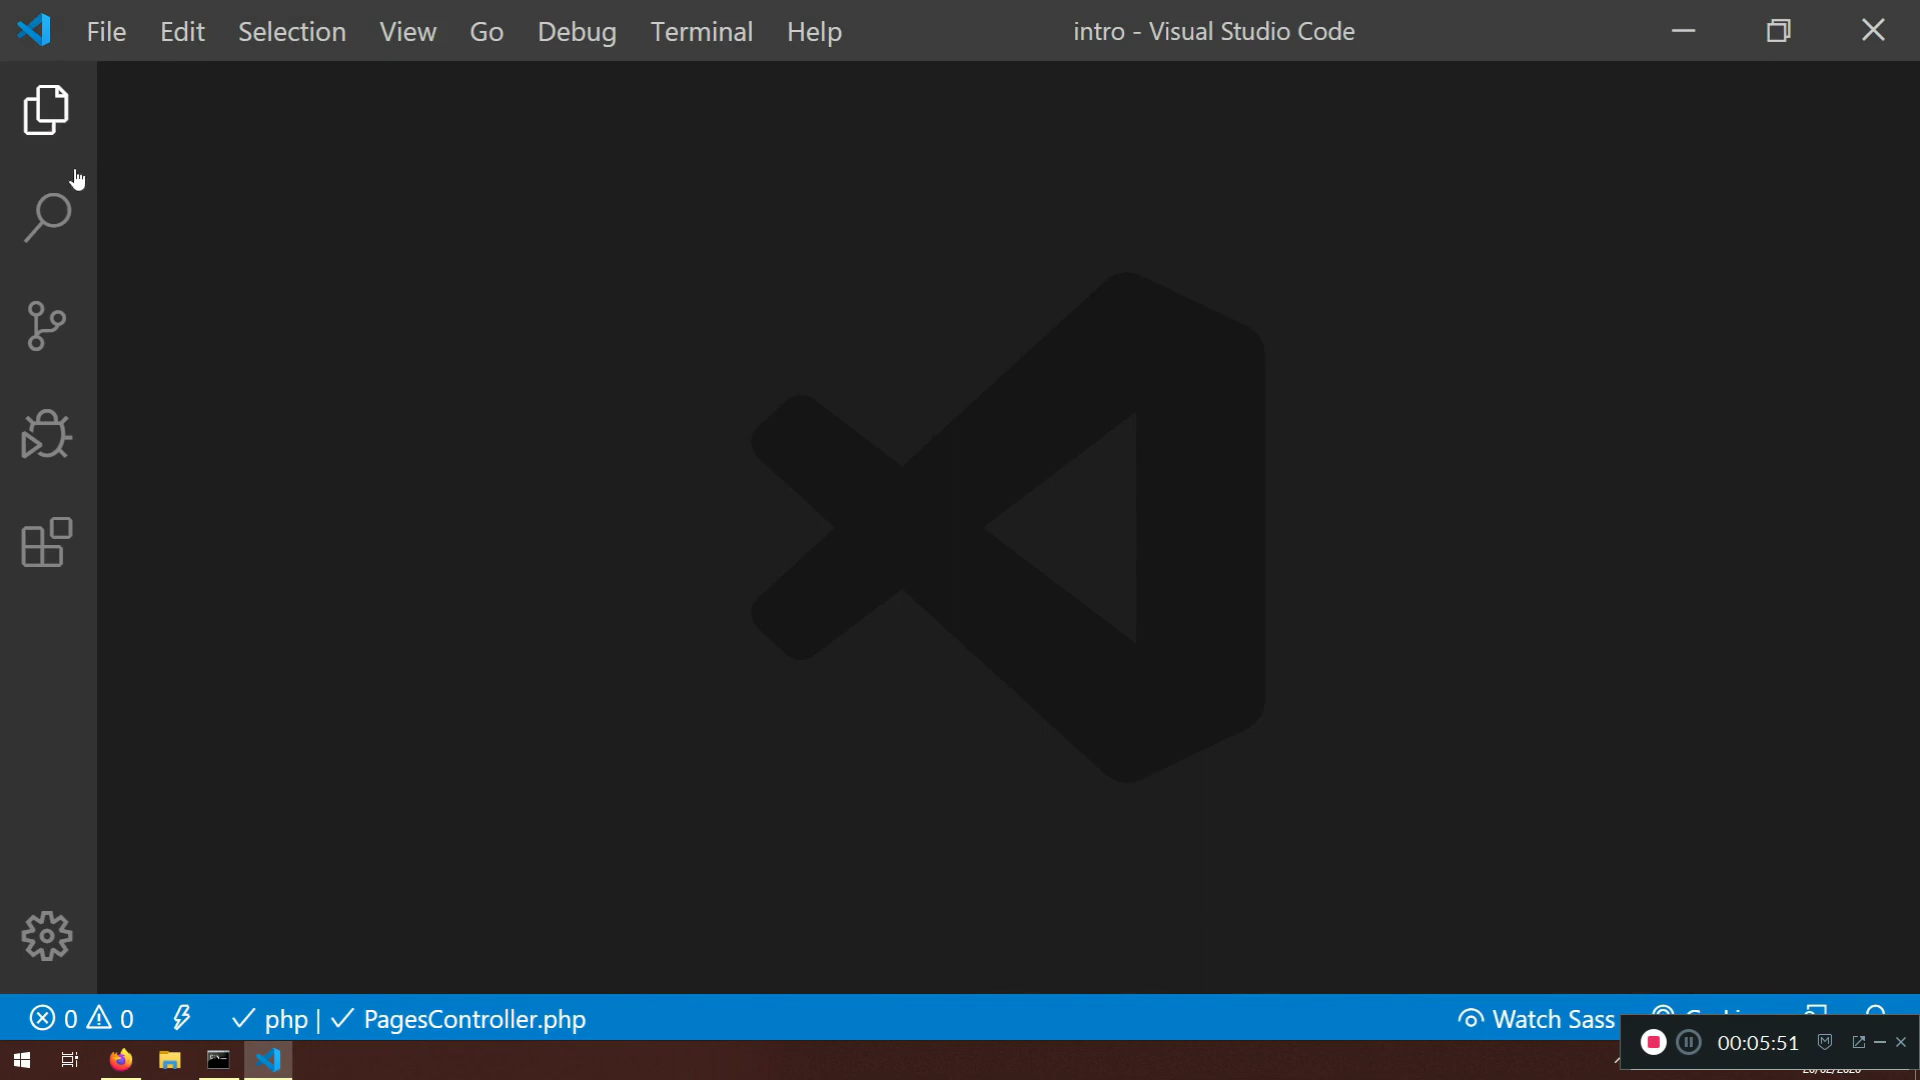 File Edit Selection View Go Debug Terminal Help intro - Visual Studio Code
0 0 php | PagesController.php Watch Sass
00:05:51